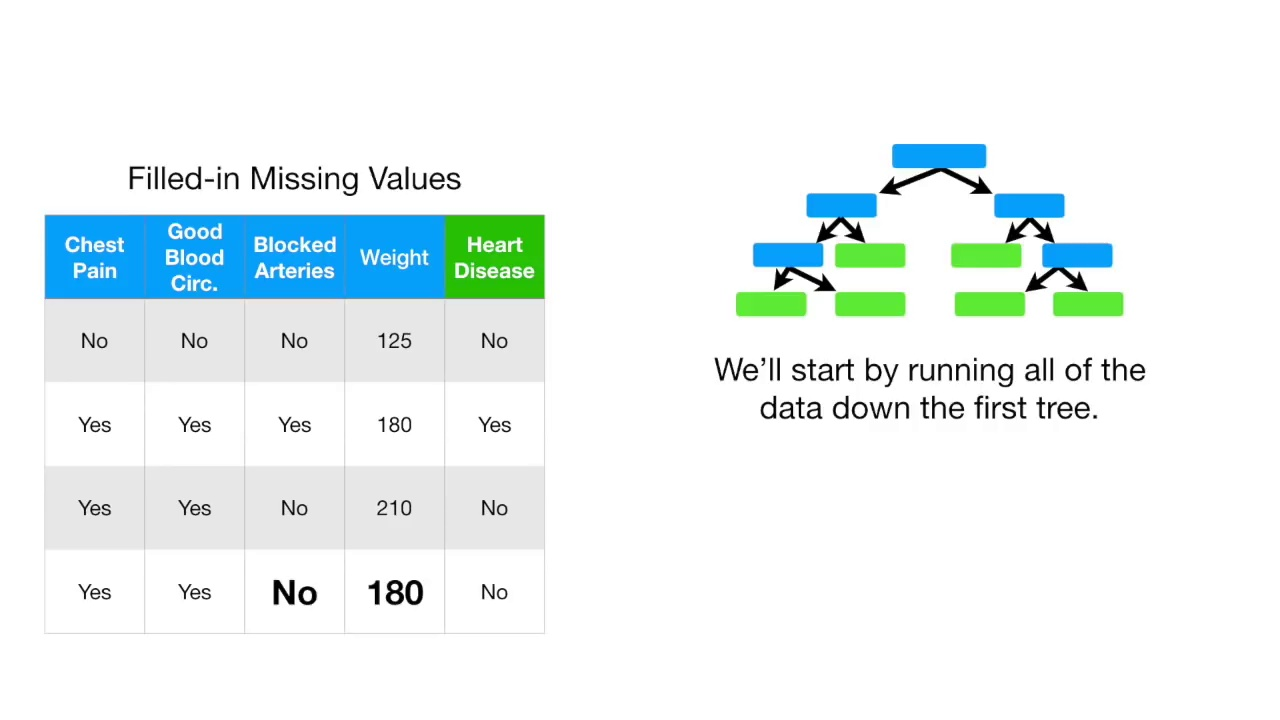 Filled-in Missing Values
Chest Pain Good Blood Circ. Blocked Arteries Weight Heart Disease
No No No 125 No
Yes Yes Yes 180 Yes
Yes Yes No 210 No
Yes Yes No 180 No
We’ll start by running all of the
data down the first tree.